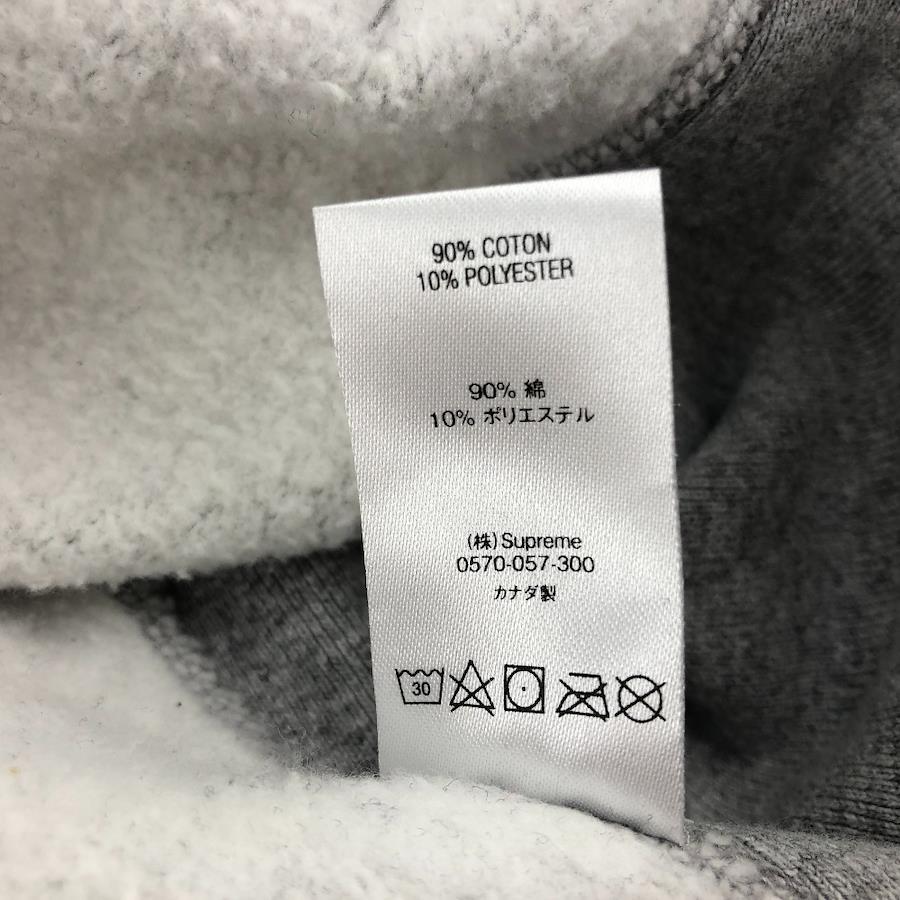 90% COTON
10% POLYESTER
90% 綿
10% ポリエステル
(株)Supreme
0570-057-300
カナダ製
30